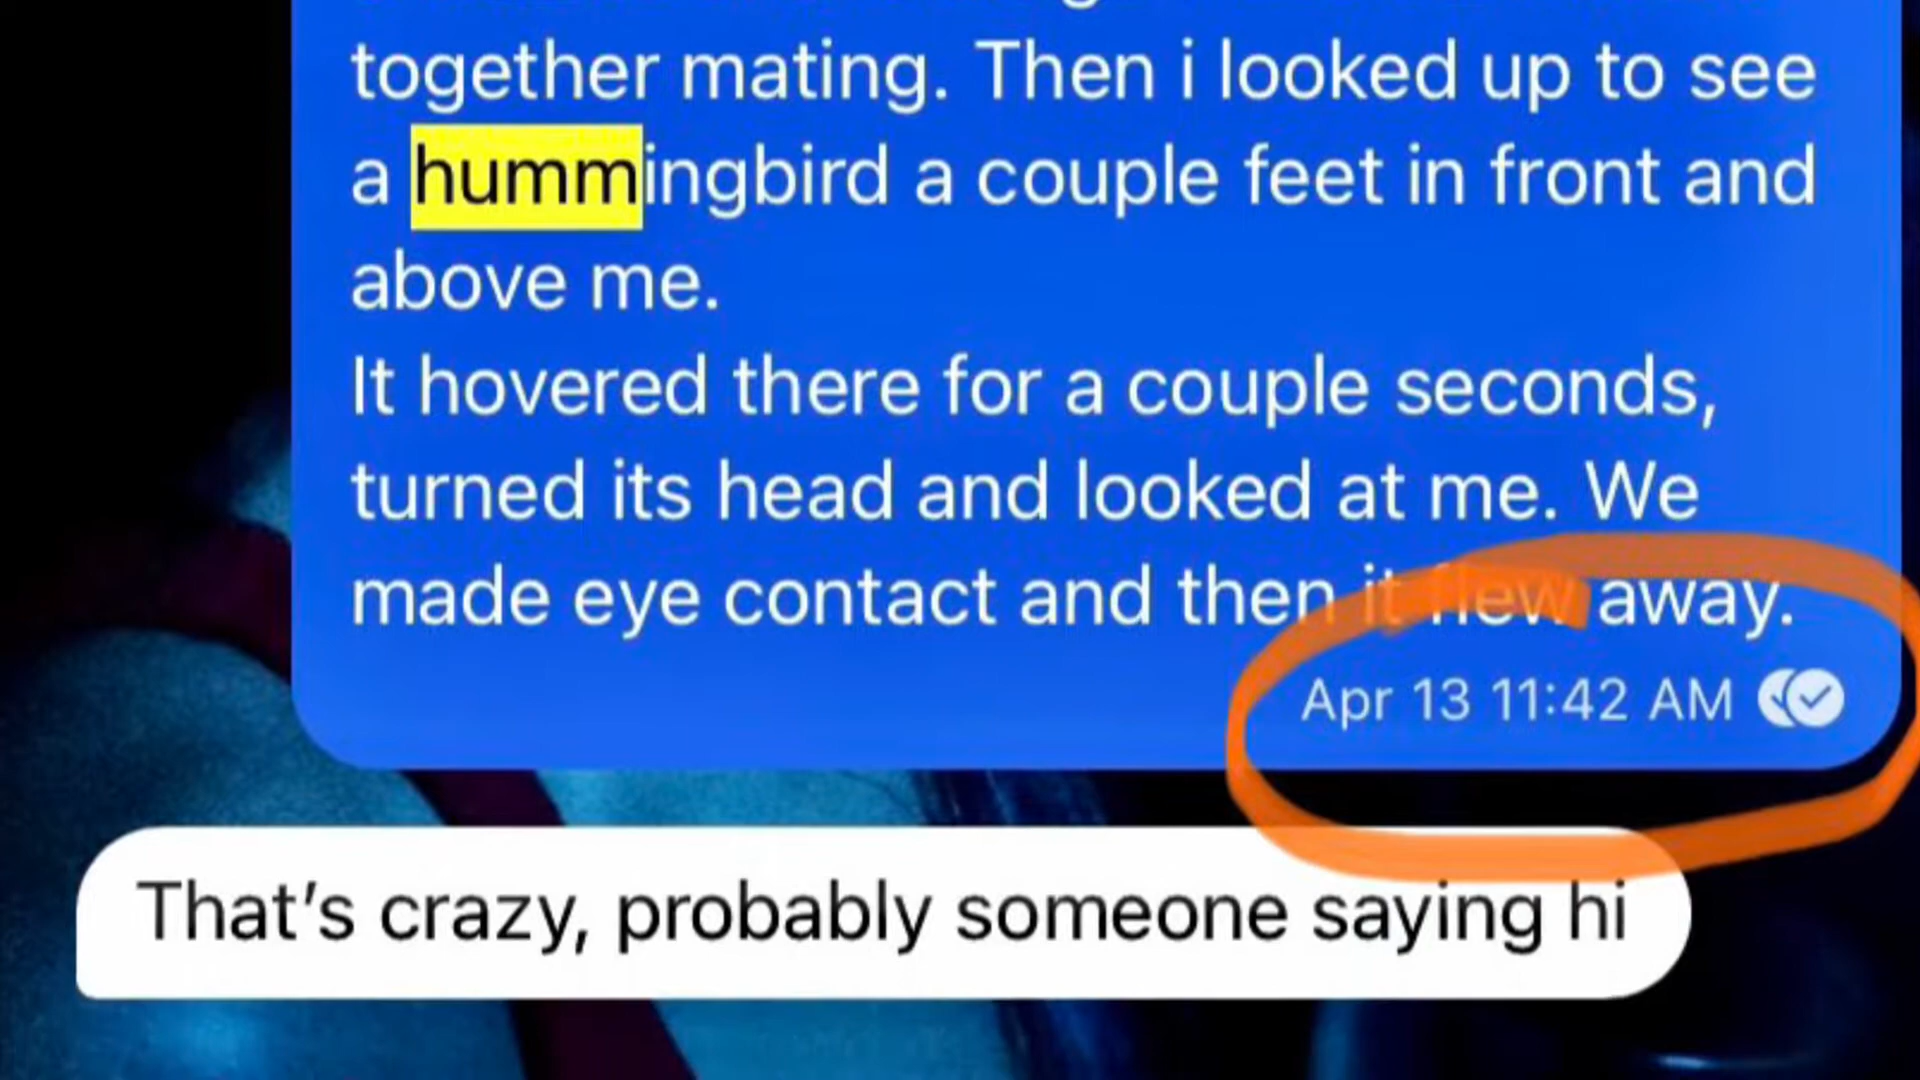 together mating. Then i looked up to see
a hummingbird a couple feet in front and
above me.
It hovered there for a couple seconds,
turned its head and looked at me. We
made eye contact and then it flew away.
Apr 13 11:42 AM
That's crazy, probably someone saying hi